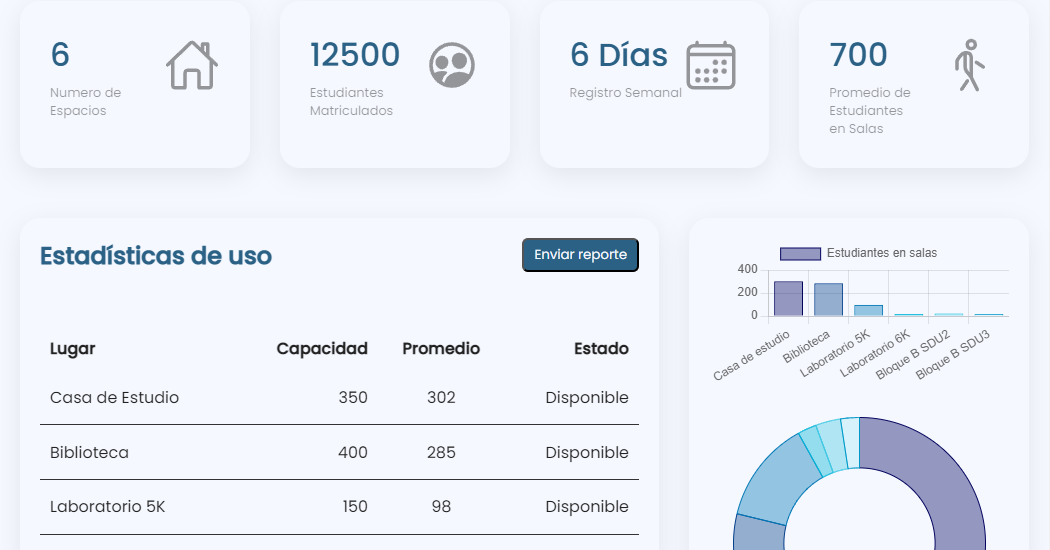 6
Numero de
Espacios
12500
Estudiantes
Matriculados
6 Días
Registro Semanal
700
Promedio de
Estudiantes
en Salas
Estadísticas de uso
Enviar reporte
Lugar Capacidad Promedio Estado
Casa de Estudio 350 302 Disponible
Biblioteca 400 285 Disponible
Laboratorio 5K 150 98 Disponible
Estudiantes en salas
400
200
0
Casa de estudio
Biblioteca
Laboratorio 5K
Laboratorio 6K
Bloque B SDU2
Bloque B SDU3